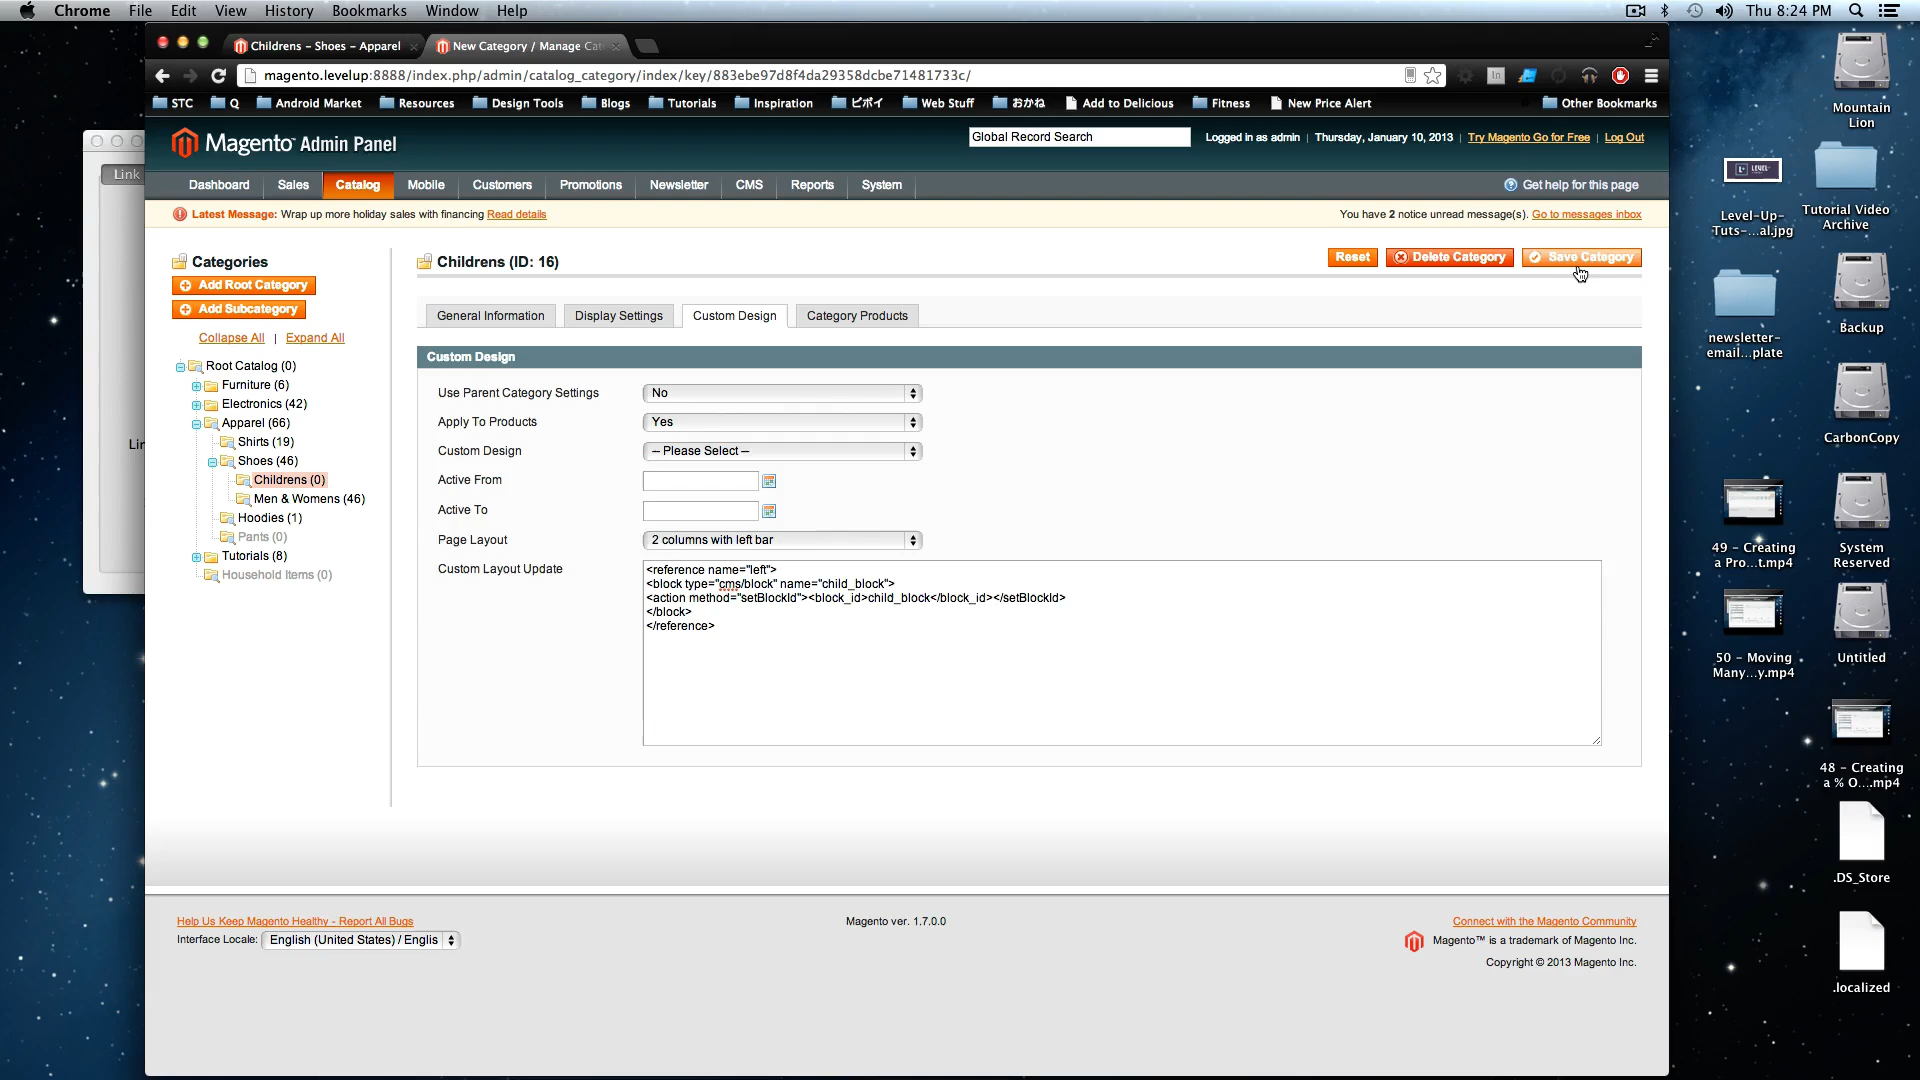 Chrome File Edit View History Bookmarks Window Help Thu 8:24 PM
Childrens - Shoes - Apparel
New Category / Manage Cat
magento.levelup:8888/index.php/admin/catalog_category/index/key/883ebe97d8f4da29358dcbe71481733c/
STC Q Android Market Resources Design Tools Blogs Tutorials Inspiration ビボイ Web Stuff おかね Add to Delicious Fitness New Price Alert Other Bookmarks
Magento™ Admin Panel
Global Record Search
Logged in as admin | Thursday, January 10, 2013 | Try Magento Go for Free | Log Out
Dashboard Sales Catalog Mobile Customers Promotions Newsletter CMS Reports System
Get help for this page
Latest Message: Wrap up more holiday sales with financing Read details
You have 2 notice unread message(s). Go to messages inbox
Categories
Add Root Category
Add Subcategory
Collapse All | Expand All
Root Catalog (0)
Furniture (6)
Electronics (42)
Apparel (66)
Shirts (19)
Shoes (46)
Childrens (0)
Men & Womens (46)
Hoodies (1)
Pants (0)
Tutorials (8)
Household Items (0)
Childrens (ID: 16)
Reset
Delete Category
Save Category
General Information
Display Settings
Custom Design
Category Products
Custom Design
Use Parent Category Settings No
Apply To Products Yes
Custom Design -- Please Select --
Active From
Active To
Page Layout 2 columns with left bar
Custom Layout Update
<reference name="left">
<block type="cms/block" name="child_block">
<action method="setBlockId"><block_id>child_block</block_id></setBlockId>
</block>
</reference>
Help Us Keep Magento Healthy - Report All Bugs
Interface Locale: English (United States) / Englis
Magento ver. 1.7.0.0
Connect with the Magento Community
Magento™ is a trademark of Magento Inc.
Copyright © 2013 Magento Inc.
Link
Mountain
Lion
LEVEL
Level-Up-
Tuts-...al.jpg
Tutorial Video
Archive
newsletter-
email...plate
Backup
CarbonCopy
49 - Creating
a Pro...t.mp4
System
Reserved
50 - Moving
Many...y.mp4
Untitled
48 - Creating
a % O....mp4
.DS_Store
.localized